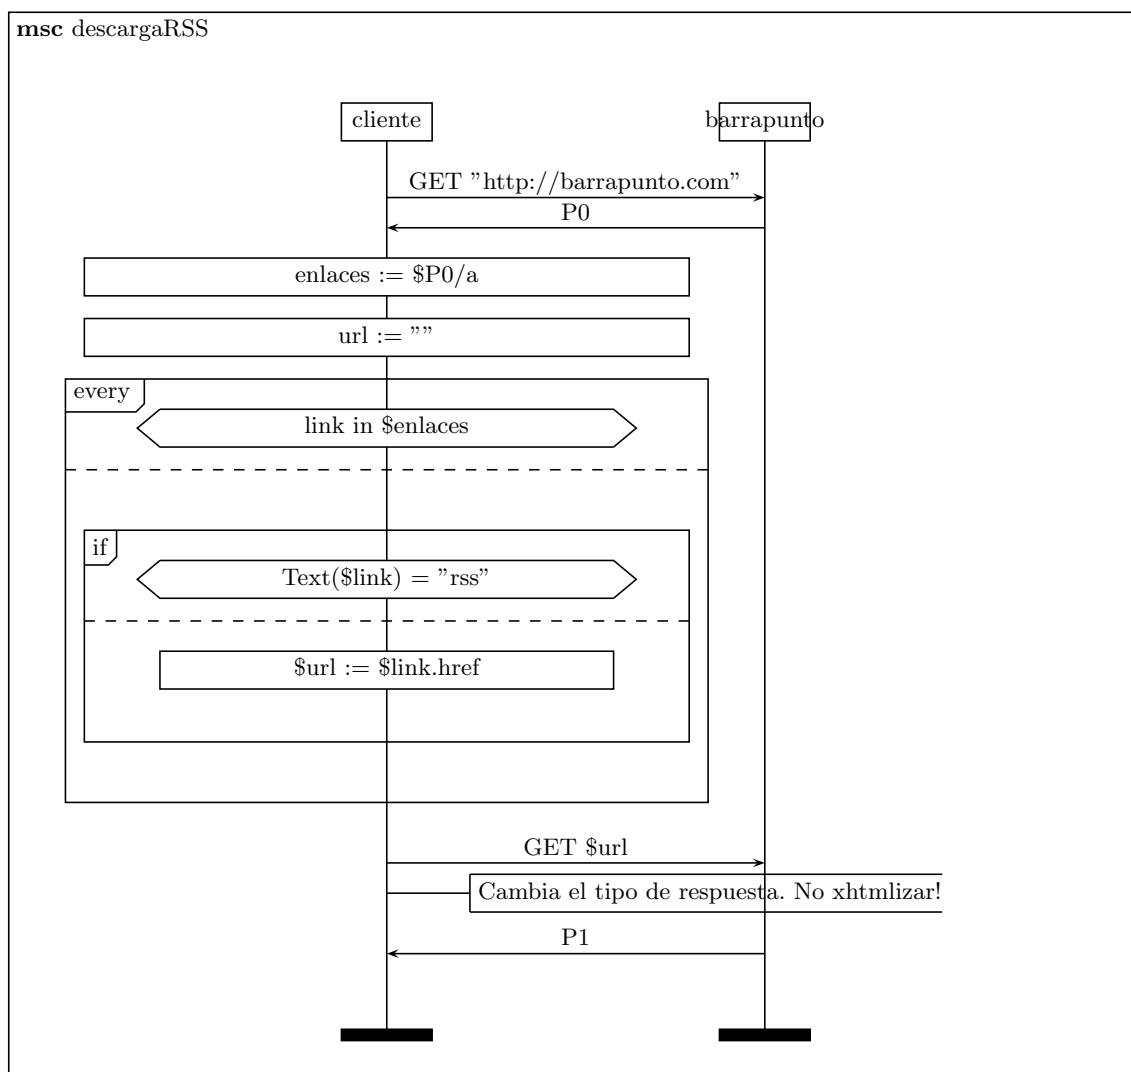 msc descargaRSS
cliente
barrapunto
GET ”http://barrapunto.com”
P0
enlaces := $P0/a
url := ””
every
link in $enlaces
if
Text($link) = ”rss”
$url := $link.href
GET $url
Cambia el tipo de respuesta. No xhtmlizar!
P1